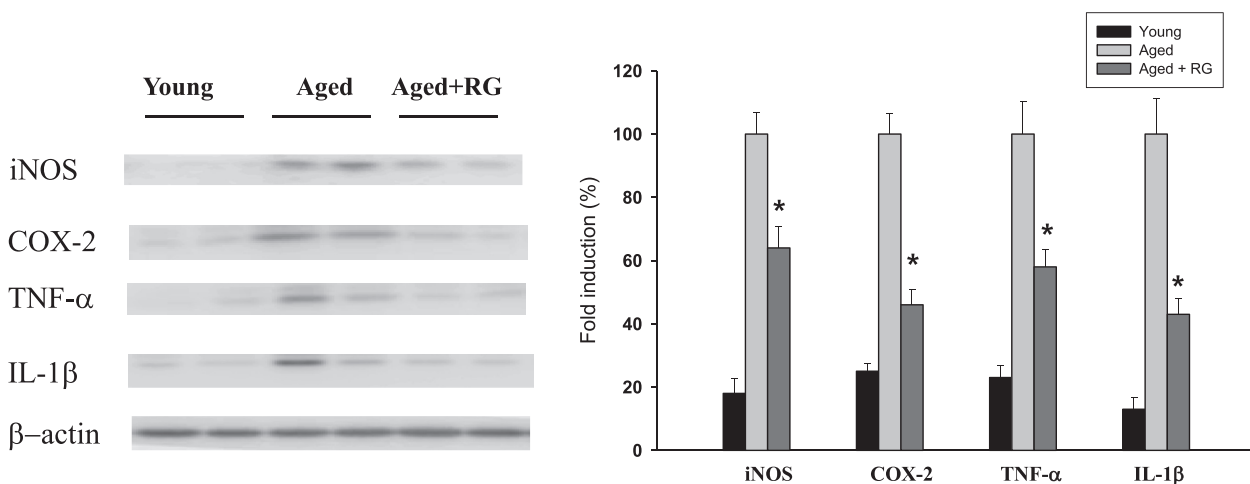 Young Aged Aged+RG
iNOS
COX-2
TNF-α
IL-1β
β–actin
Young
Aged
Aged + RG
Fold induction (%)
120
100
80
60
40
20
0
*
*
*
*
iNOS COX-2 TNF-α IL-1β